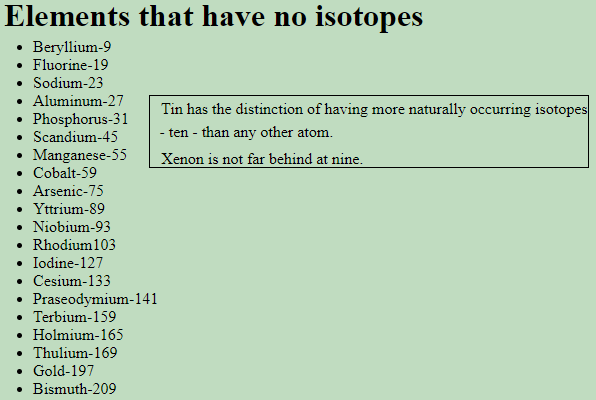 Elements that have no isotopes
Beryllium-9
Fluorine-19
Sodium-23
Aluminum-27
Phosphorus-31
Scandium-45
Manganese-55
Cobalt-59
Arsenic-75
Yttrium-89
Niobium-93
Rhodium103
Iodine-127
Cesium-133
Praseodymium-141
Terbium-159
Holmium-165
Thulium-169
Gold-197
Bismuth-209
Tin has the distinction of having more naturally occurring isotopes
- ten - than any other atom.
Xenon is not far behind at nine.